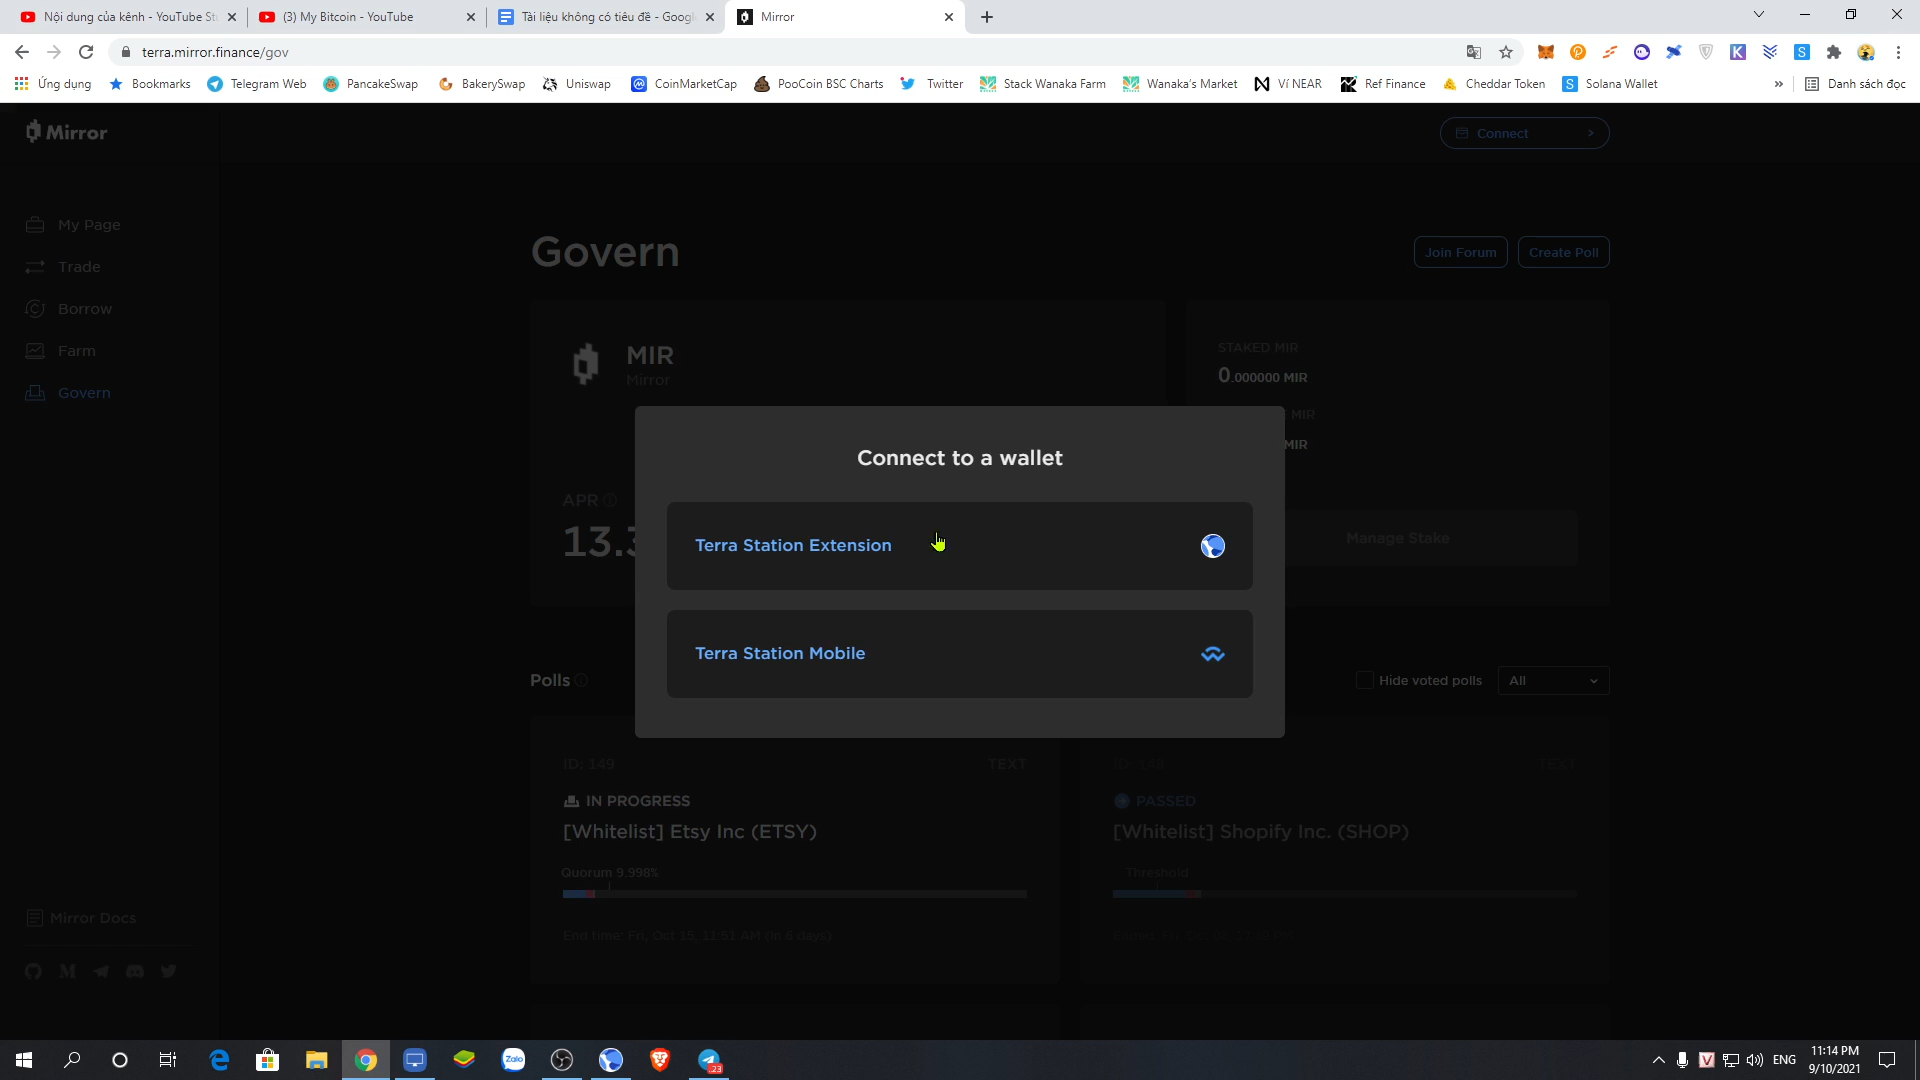 Nội dung của kênh - YouTube St
(3) My Bitcoin - YouTube
Tài liệu không có tiêu đề - Googl
Mirror
terra.mirror.finance/gov
Ứng dụng
Bookmarks
Telegram Web
PancakeSwap
BakerySwap
Uniswap
CoinMarketCap
PooCoin BSC Charts
Twitter
Stack Wanaka Farm
Wanaka's Market
Ví NEAR
Ref Finance
Cheddar Token
Solana Wallet
»
Danh sách đọc
Mirror
Connect
My Page
Trade
Borrow
Farm
Govern
Mirror Docs
Govern
Join Forum
Create Poll
MIR
Mirror
APR
13.3
STAKED MIR
0.000000 MIR
MIR
MIR
Manage Stake
Connect to a wallet
Terra Station Extension
Terra Station Mobile
Polls
Hide voted polls
All
ID: 149
TEXT
IN PROGRESS
[Whitelist] Etsy Inc (ETSY)
Quorum 9.998%
End time: Fri, Oct 15, 11:53 AM (in 6 days)
TEXT
PASSED
[Whitelist] Shopify Inc. (SHOP)
Threshold
Zalo
23
ENG
11:14 PM
9/10/2021